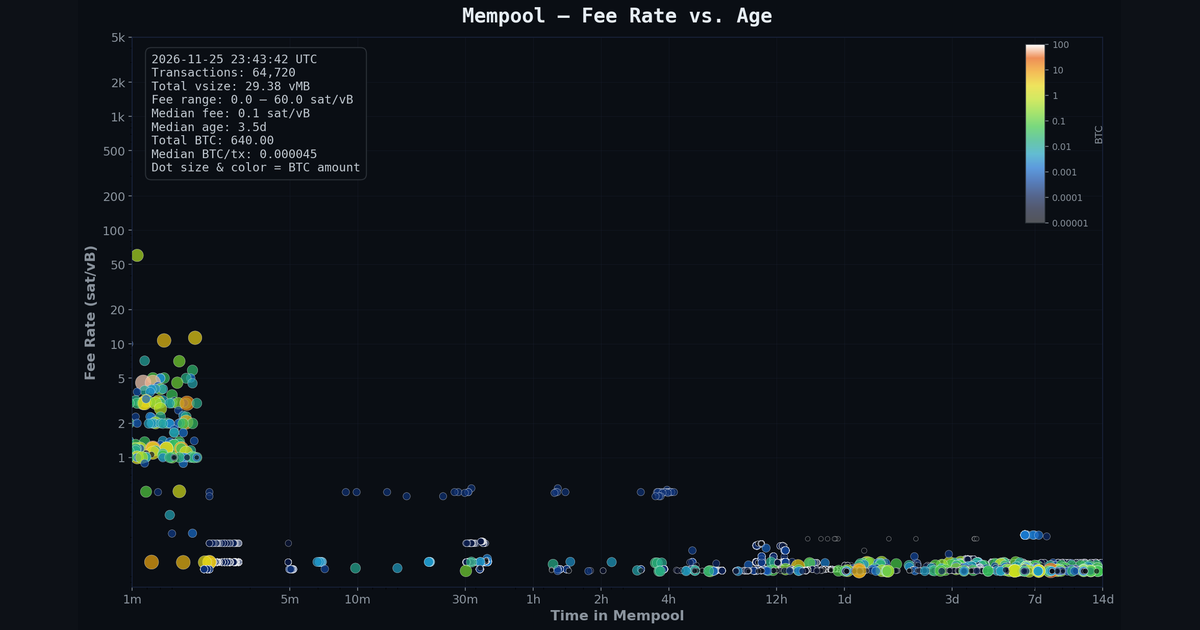 Mempool — Fee Rate vs. Age
2026-11-25 23:43:42 UTC
Transactions: 64,720
Total vsize: 29.38 vMB
Fee range: 0.0 – 60.0 sat/vB
Median fee: 0.1 sat/vB
Median age: 3.5d
Total BTC: 640.00
Median BTC/tx: 0.000045
Dot size & color = BTC amount
5k
2k
1k
500
200
100
50
20
10
5
2
1
Fee Rate (sat/vB)
100
10
1
0.1
0.01
0.001
0.0001
0.00001
BTC
1m
5m
10m
30m
1h
2h
4h
12h
1d
3d
7d
14d
Time in Mempool